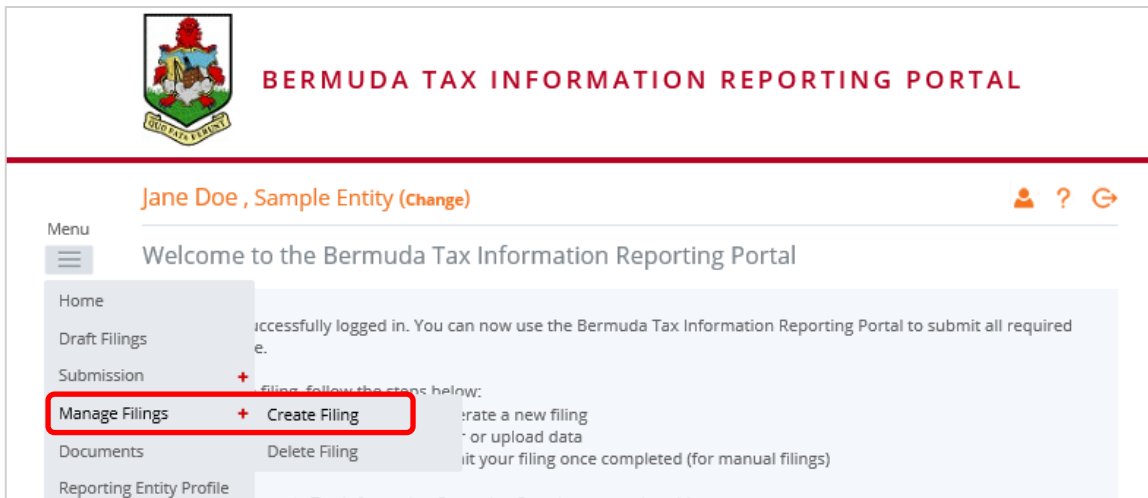 QUO FATA FERUNT
BERMUDA TAX INFORMATION REPORTING PORTAL
Jane Doe , Sample Entity (Change)
?
Menu
Welcome to the Bermuda Tax Information Reporting Portal
Home
successfully logged in. You can now use the Bermuda Tax Information Reporting Portal to submit all required
Draft Filings
e.
Submission +
filing, follow the steps below:
Manage Filings + Create Filing
erate a new filing
or upload data
Documents Delete Filing
it your filing once completed (for manual filings)
Reporting Entity Profile